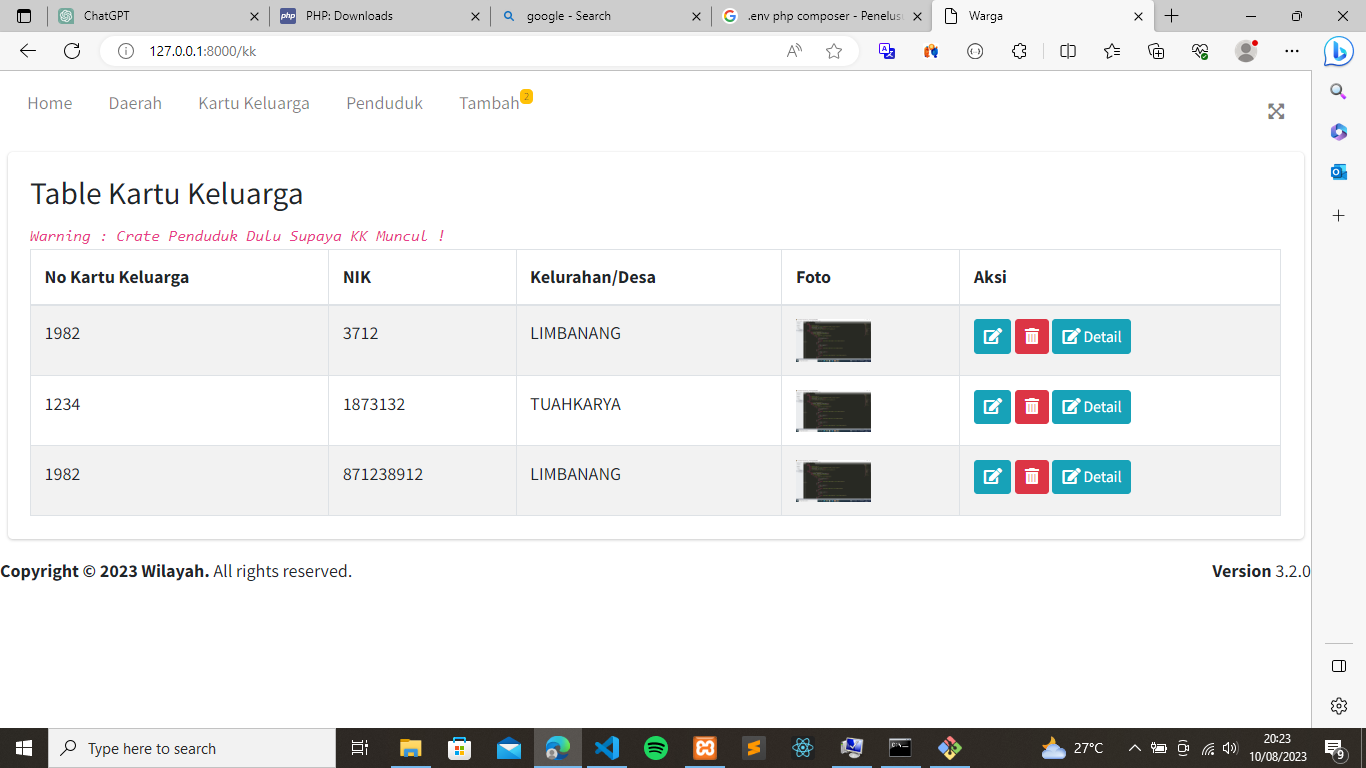 ChatGPT
php PHP: Downloads
google - Search
.env php composer - Penelus
Warga
127.0.0.1:8000/kk
Home Daerah Kartu Keluarga Penduduk Tambah 2
Table Kartu Keluarga
Warning : Crate Penduduk Dulu Supaya KK Muncul !
No Kartu Keluarga NIK Kelurahan/Desa Foto Aksi
1982 3712 LIMBANANG Detail
1234 1873132 TUAHKARYA Detail
1982 871238912 LIMBANANG Detail
Copyright © 2023 Wilayah. All rights reserved. Version 3.2.0
Type here to search
27°C
20:23
10/08/2023
9